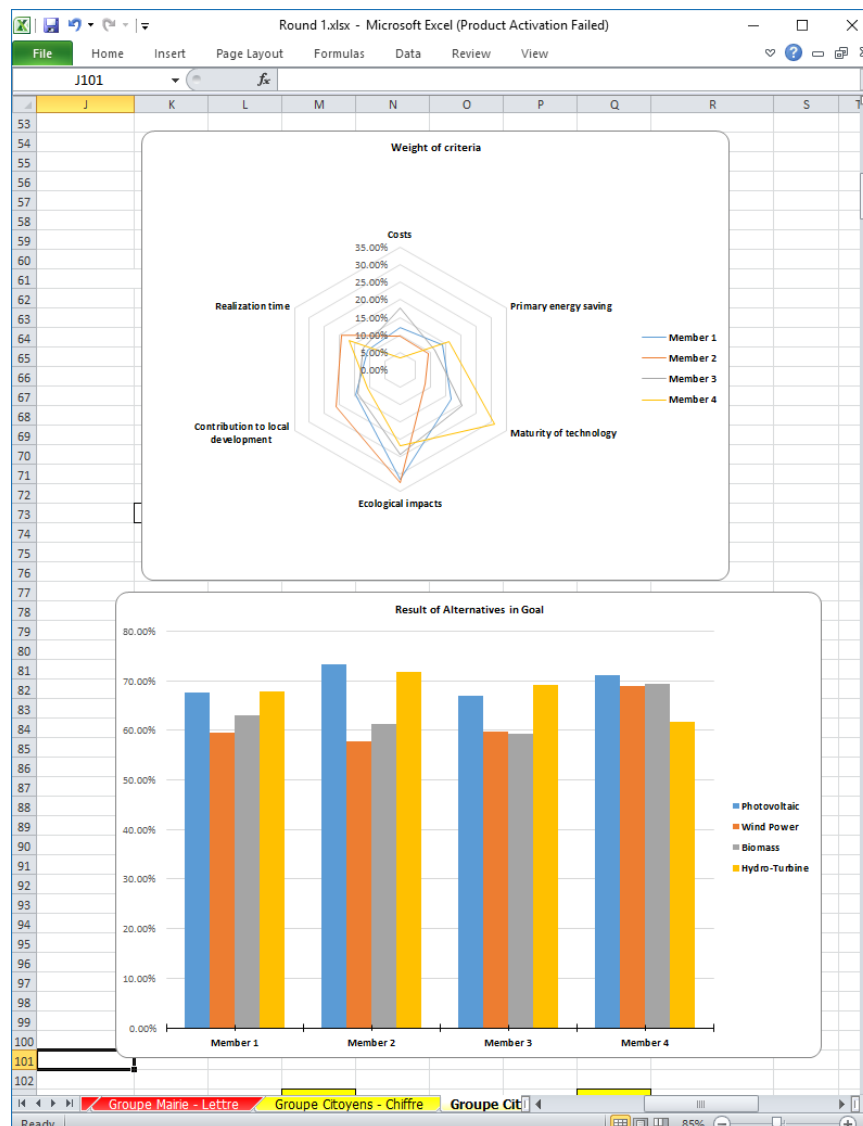 Round 1.xlsx - Microsoft Excel (Product Activation Failed)
File Home Insert Page Layout Formulas Data Review View
J101 fx
J K L M N O P Q R S T
53
54
55
56
57
58
59
60
61
62
63
64
65
66
67
68
69
70
71
72
73
74
75
76
77
78
79
80
81
82
83
84
85
86
87
88
89
90
91
92
93
94
95
96
97
98
99
100
101
102
Weight of criteria
Costs
35.00%
30.00%
25.00%
20.00%
15.00%
10.00%
5.00%
0.00%
Primary energy saving
Maturity of technology
Ecological impacts
Contribution to local
development
Realization time
Member 1
Member 2
Member 3
Member 4
Result of Alternatives in Goal
80.00%
70.00%
60.00%
50.00%
40.00%
30.00%
20.00%
10.00%
0.00%
Member 1 Member 2 Member 3 Member 4
Photovoltaic
Wind Power
Biomass
Hydro-Turbine
Groupe Mairie - Lettre Groupe Citoyens - Chiffre Groupe Cit
Ready 85%